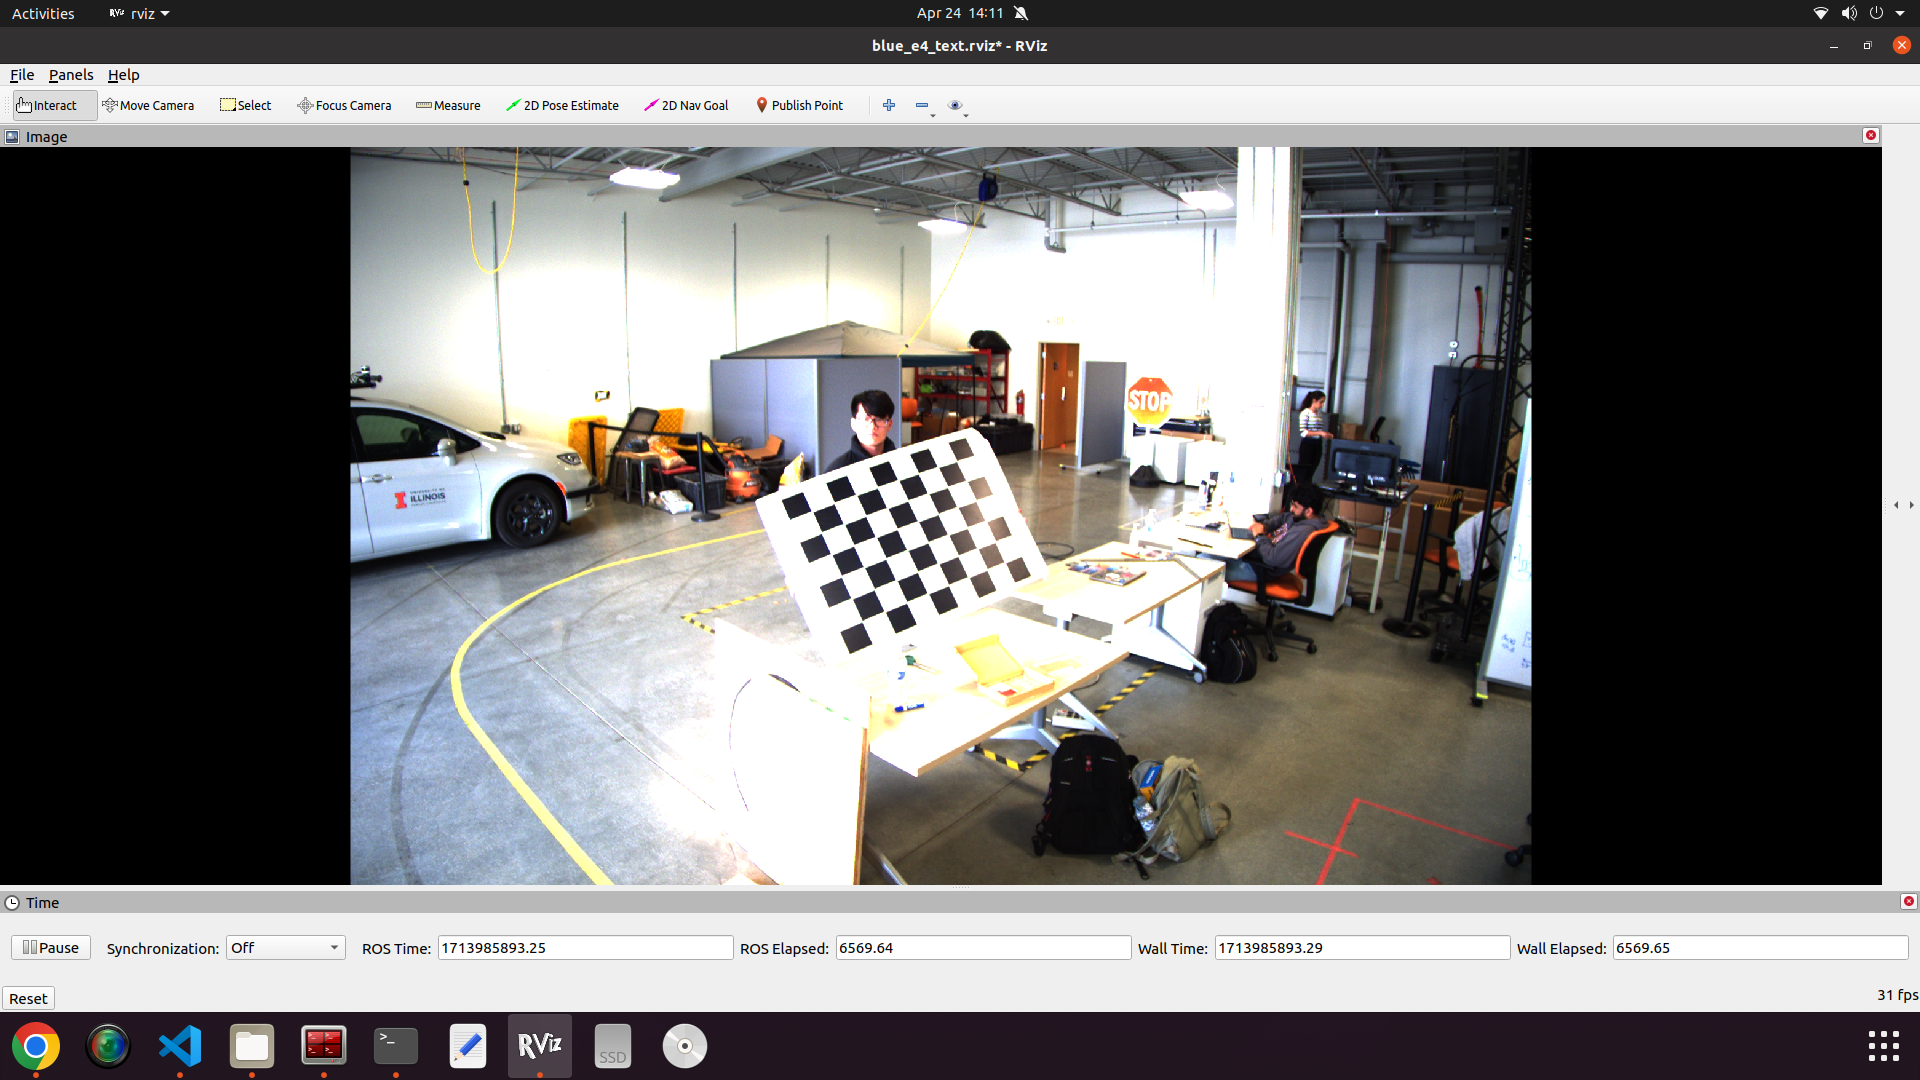 Activities
RViz rviz
Apr 24 14:11
blue_e4_text.rviz* - RViz
File Panels Help
Interact Move Camera Select Focus Camera Measure 2D Pose Estimate 2D Nav Goal Publish Point
Image
STOP
ILLINOIS
Time
Pause Synchronization: Off ROS Time: 1713985893.25 ROS Elapsed: 6569.64 Wall Time: 1713985893.29 Wall Elapsed: 6569.65
Reset
31 fps
>_ RViz SSD